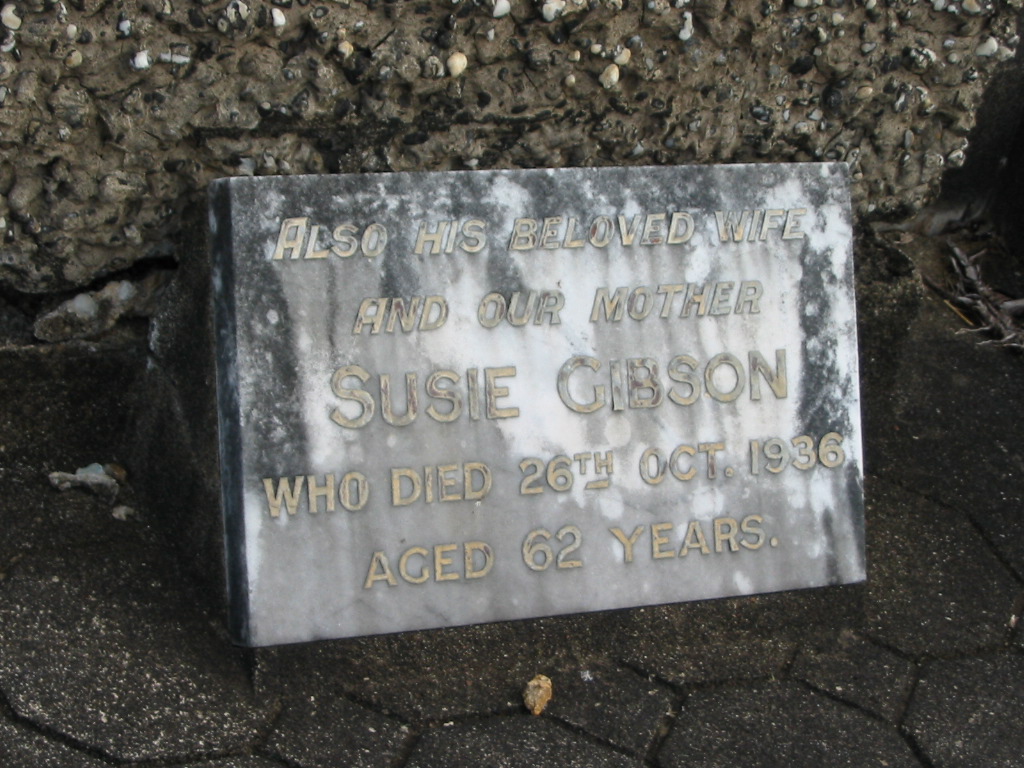 ALSO HIS BELOVED WIFE
AND OUR MOTHER
SUSIE GIBSON
WHO DIED 26TH OCT. 1936
AGED 62 YEARS.